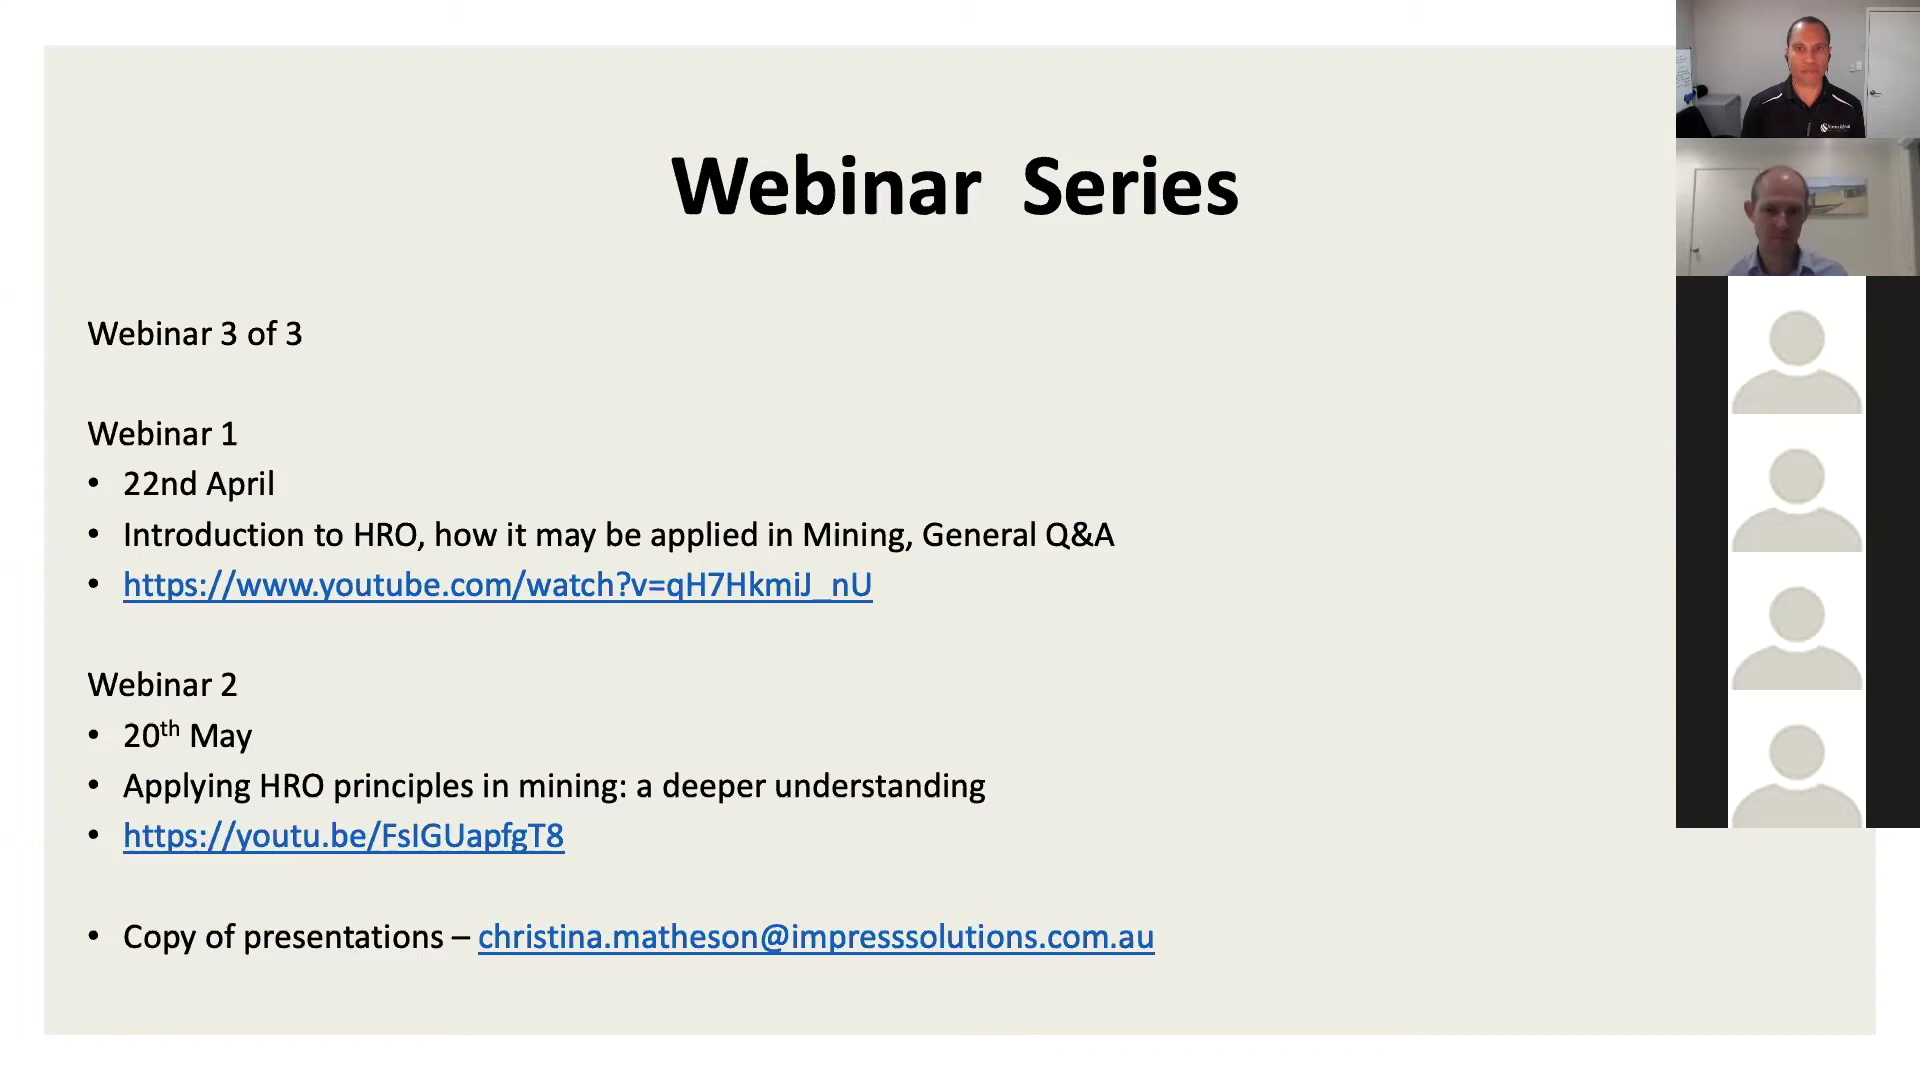 Webinar Series
Webinar 3 of 3
Webinar 1
• 22nd April
• Introduction to HRO, how it may be applied in Mining, General Q&A
• https://www.youtube.com/watch?v=qH7HkmiJ_nU
Webinar 2
• 20th May
• Applying HRO principles in mining: a deeper understanding
• https://youtu.be/FsIGUapfgT8
• Copy of presentations – christina.matheson@impresssolutions.com.au